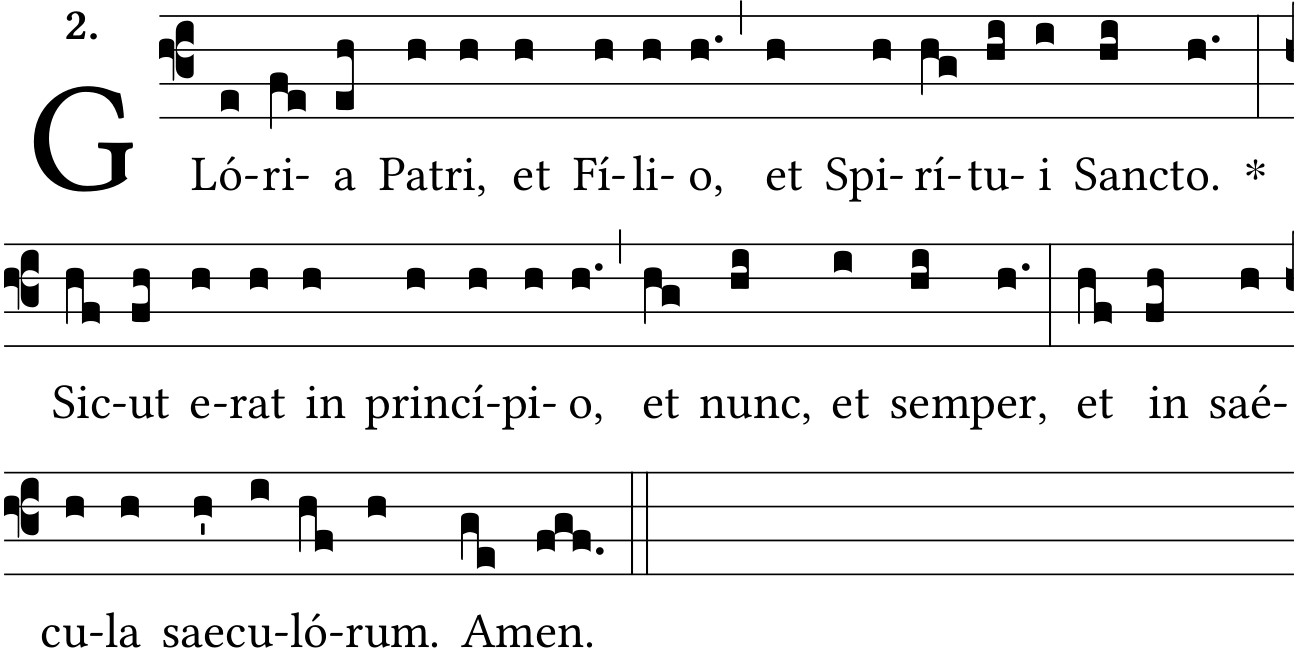 2.
G Ló-ri- a Patri, et Fí-li- o, et Spi- rí-tu- i Sancto. *
Sic-ut e-rat in princí-pi- o, et nunc, et semper, et in saé-
cu-la saecu-ló-rum. Amen.